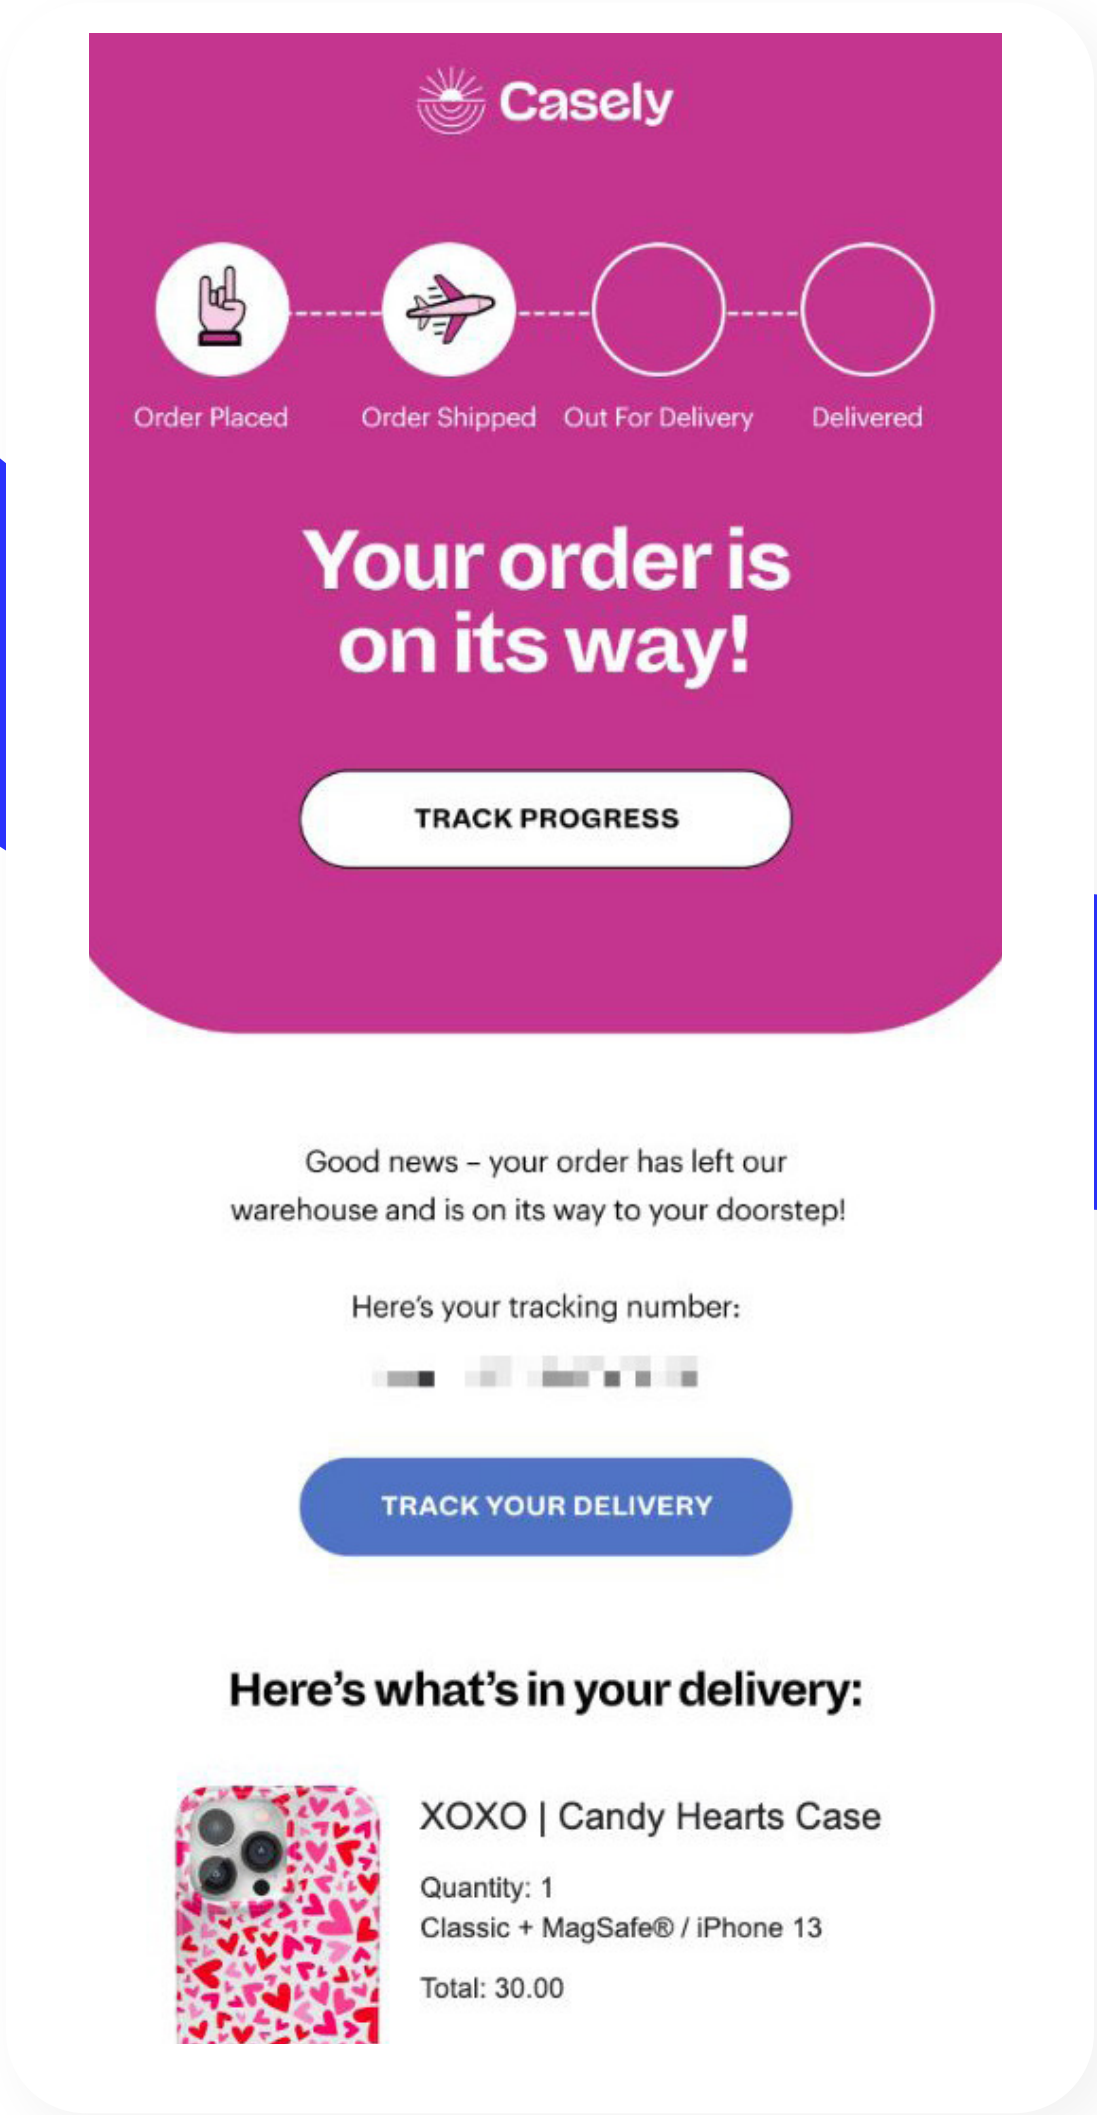 Casely
Order Placed
Order Shipped
Out For Delivery
Delivered
Your order is
on its way!
TRACK PROGRESS
Good news – your order has left our
warehouse and is on its way to your doorstep!
Here’s your tracking number:
TRACK YOUR DELIVERY
Here’s what’s in your delivery:
XOXO | Candy Hearts Case
Quantity: 1
Classic + MagSafe® / iPhone 13
Total: 30.00